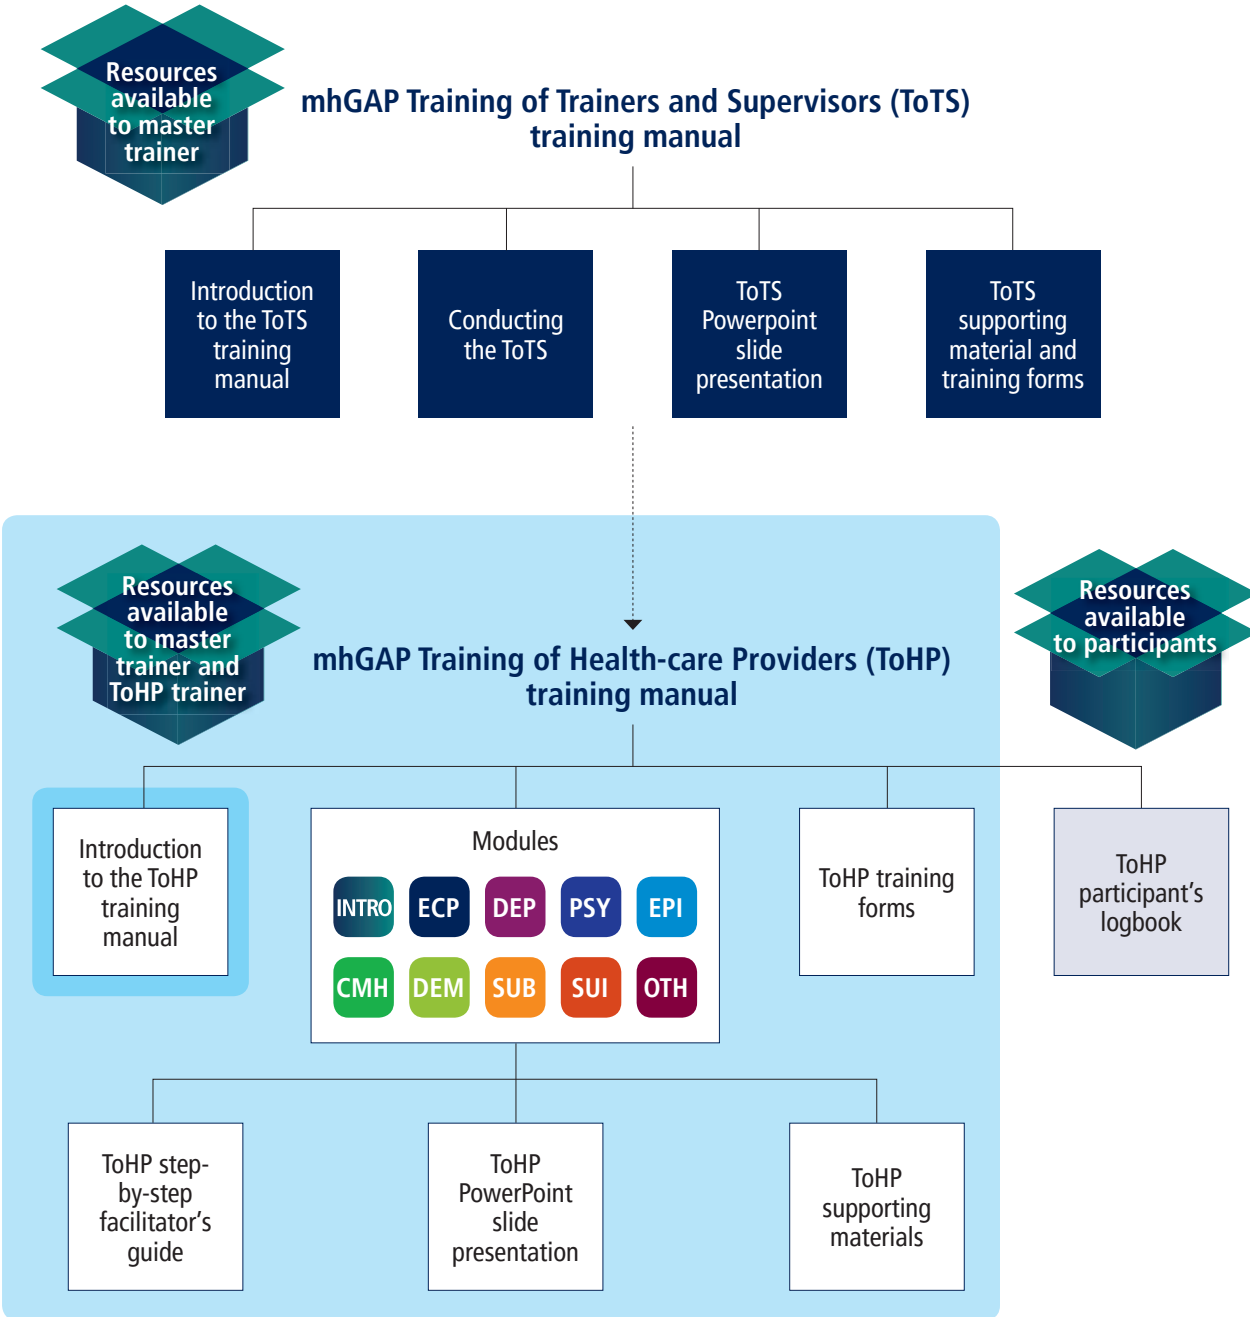 Resources
available
to master
trainer
mhGAP Training of Trainers and Supervisors (ToTS)
training manual
Introduction
to the ToTS
training
manual
Conducting
the ToTS
ToTS
Powerpoint
slide
presentation
ToTS
supporting
material and
training forms
Resources
available
to master
trainer and
ToHP trainer
mhGAP Training of Health-care Providers (ToHP)
training manual
Resources
available
to participants
Introduction
to the ToHP
training
manual
Modules
INTRO ECP DEP PSY EPI
CMH DEM SUB SUI OTH
ToHP training
forms
ToHP
participant’s
logbook
ToHP step-
by-step
facilitator’s
guide
ToHP
PowerPoint
slide
presentation
ToHP
supporting
materials